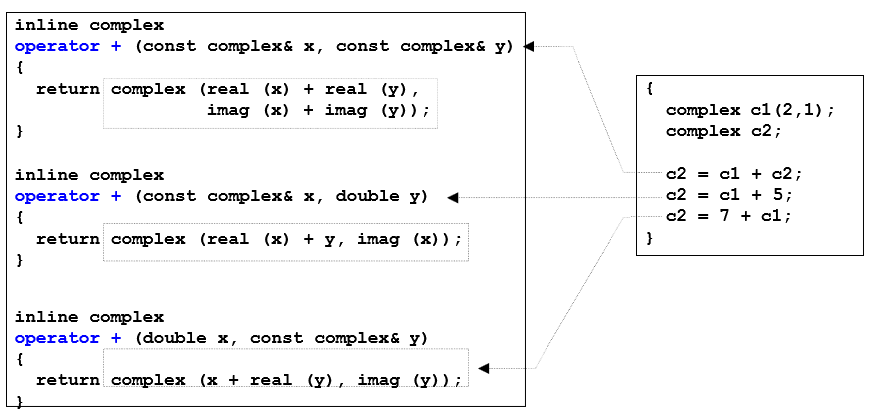 inline complex
operator + (const complex& x, const complex& y)
{
  return complex (real (x) + real (y),
                  imag (x) + imag (y));
}
inline complex
operator + (const complex& x, double y)
{
  return complex (real (x) + y, imag (x));
}
inline complex
operator + (double x, const complex& y)
{
  return complex (x + real (y), imag (y));
}
{
  complex c1(2,1);
  complex c2;
  c2 = c1 + c2;
  c2 = c1 + 5;
  c2 = 7 + c1;
}